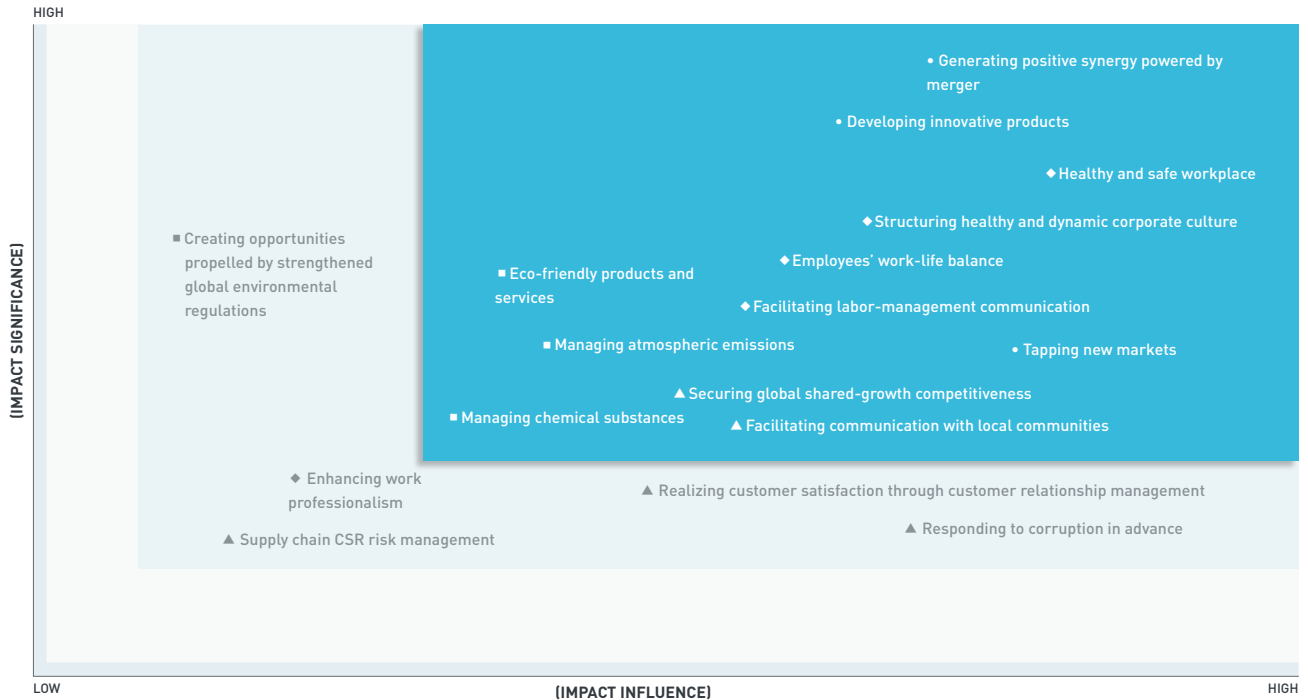 HIGH
• Generating positive synergy powered by
merger
• Developing innovative products
◆ Healthy and safe workplace
◆ Structuring healthy and dynamic corporate culture
■ Creating opportunities
propelled by strengthened
global environmental
regulations
◆ Employees’ work-life balance
■ Eco-friendly products and
services
◆ Facilitating labor-management communication
■ Managing atmospheric emissions
• Tapping new markets
▲ Securing global shared-growth competitiveness
■ Managing chemical substances
▲ Facilitating communication with local communities
◆ Enhancing work
professionalism
▲ Realizing customer satisfaction through customer relationship management
▲ Responding to corruption in advance
▲ Supply chain CSR risk management
(IMPACT SIGNIFICANCE)
LOW
(IMPACT INFLUENCE)
HIGH